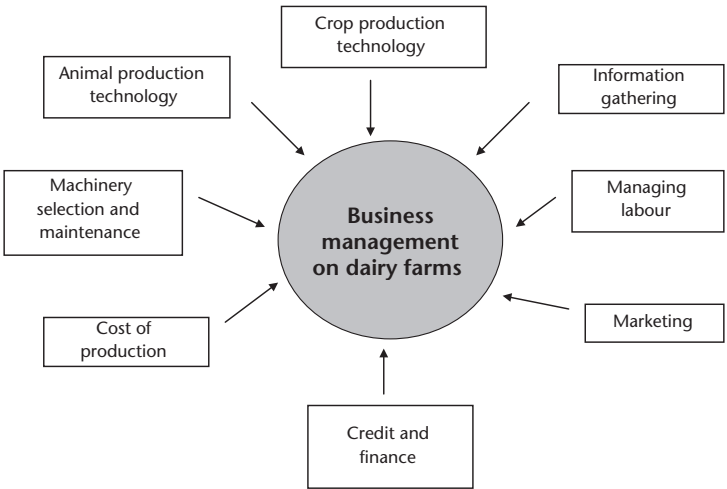 Crop production
technology
Animal production
technology
Information
gathering
Machinery
selection and
maintenance
Business
management
on dairy farms
Managing
labour
Cost of
production
Marketing
Credit and
finance